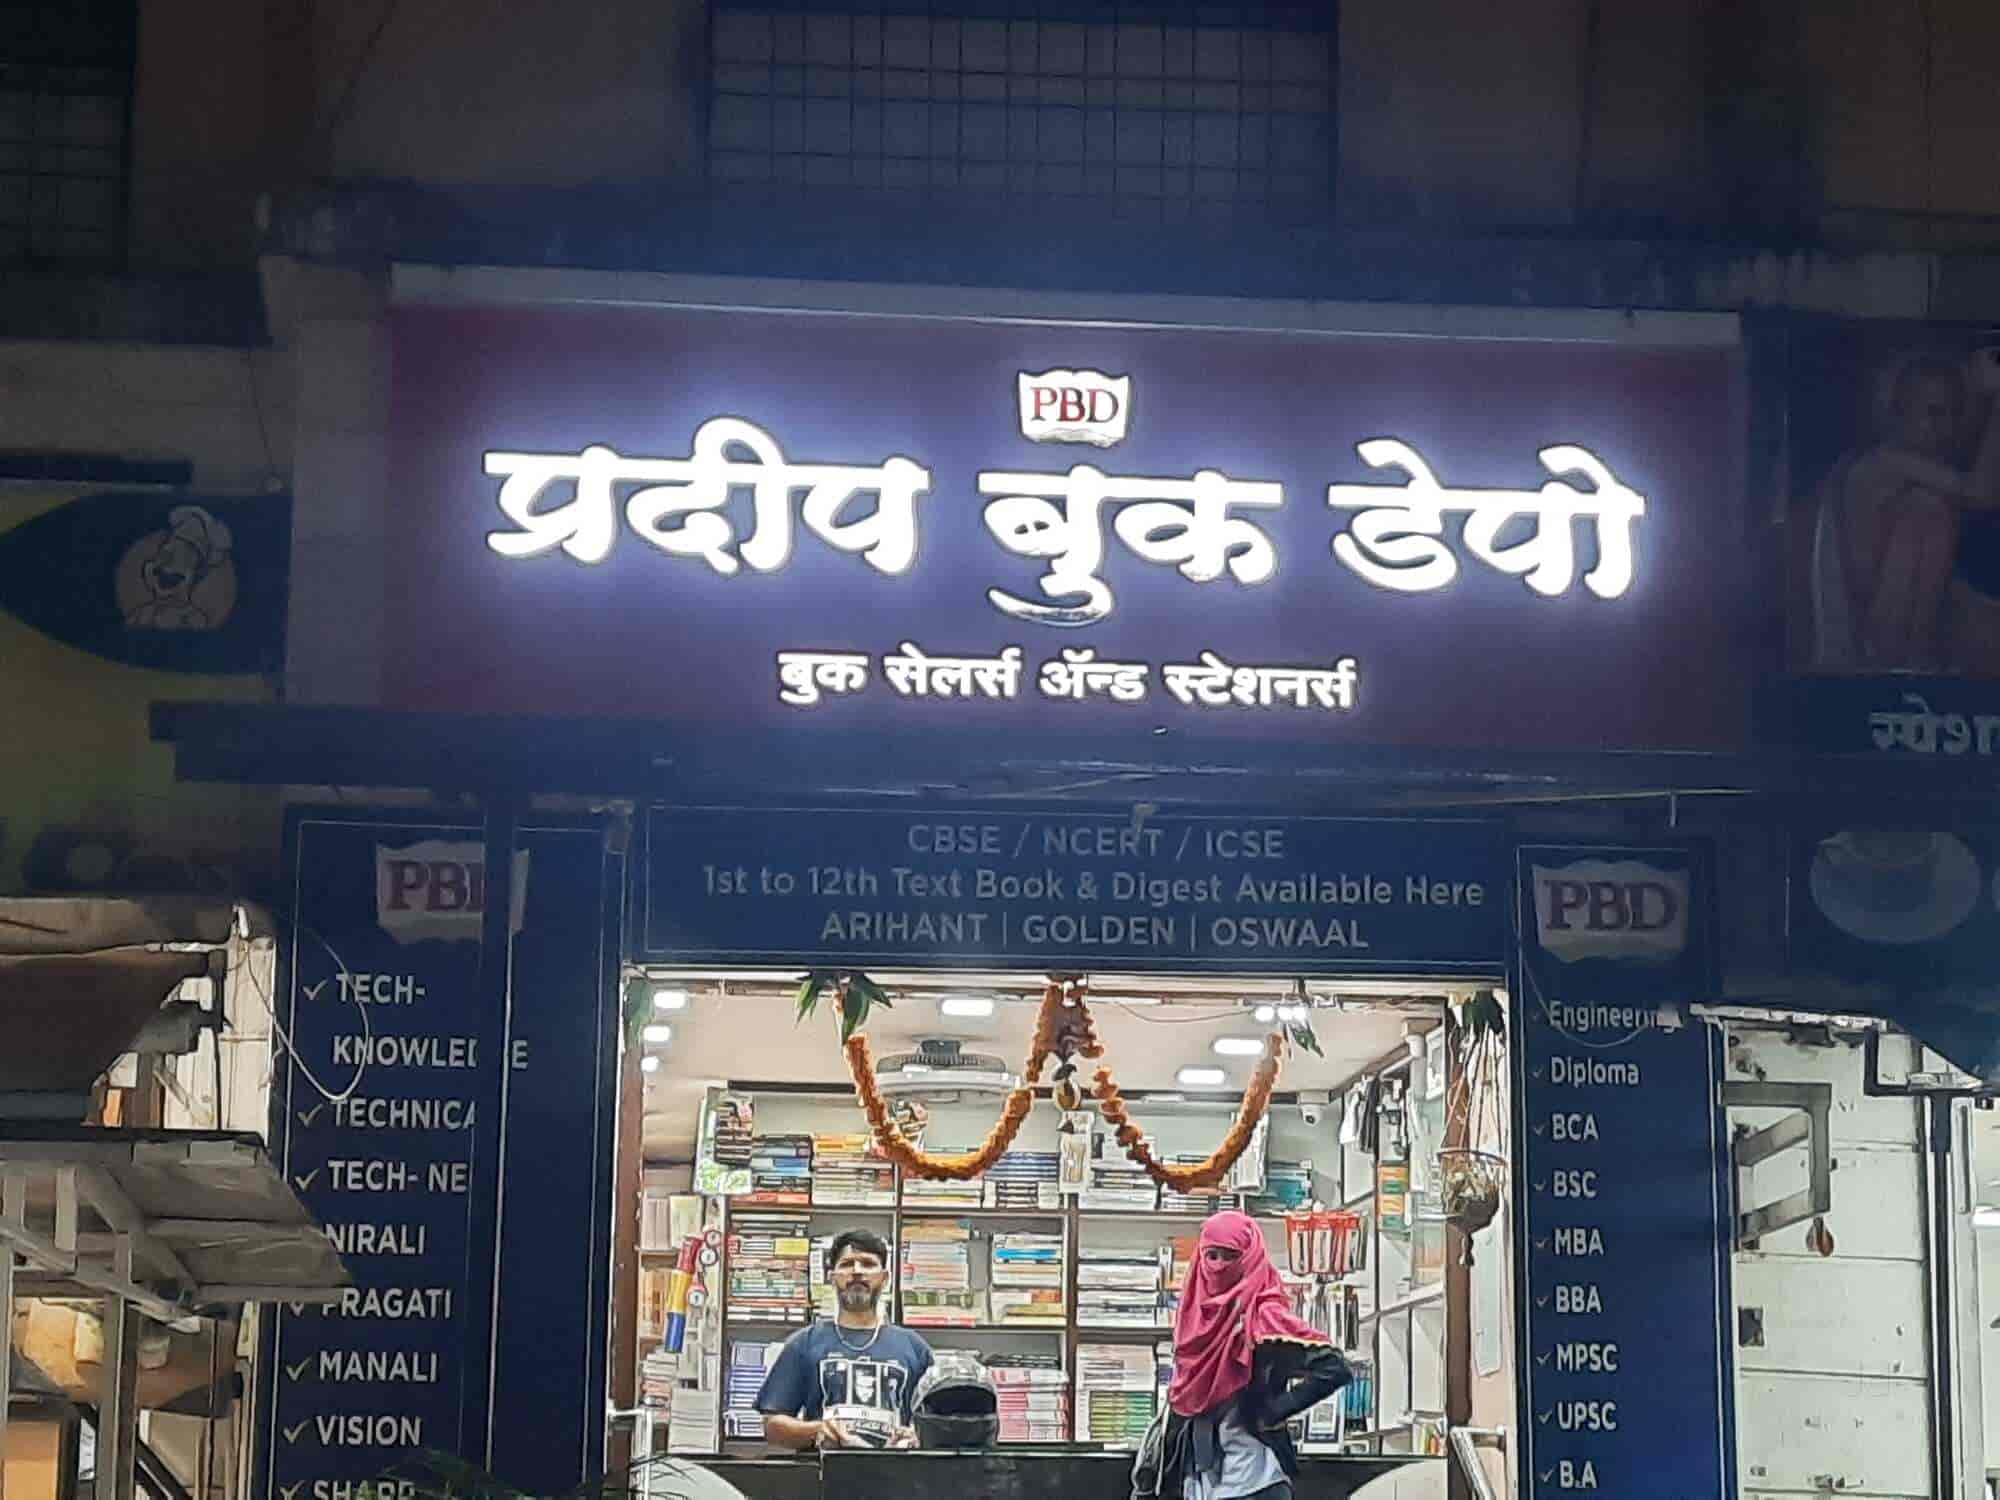 PBD
प्रदीप बुक डेपो
बुक सेलर्स ॲन्ड स्टेशनर्स
CBSE / NCERT / ICSE
1st to 12th Text Book & Digest Available Here
ARIHANT | GOLDEN | OSWAAL
PBD
TECH-
TECH- NE
NIRALI
PRAGATI
MANALI
VISION
PBD
Engineering
Diploma
BCA
BSC
MBA
BBA
MPSC
UPSC
B.A